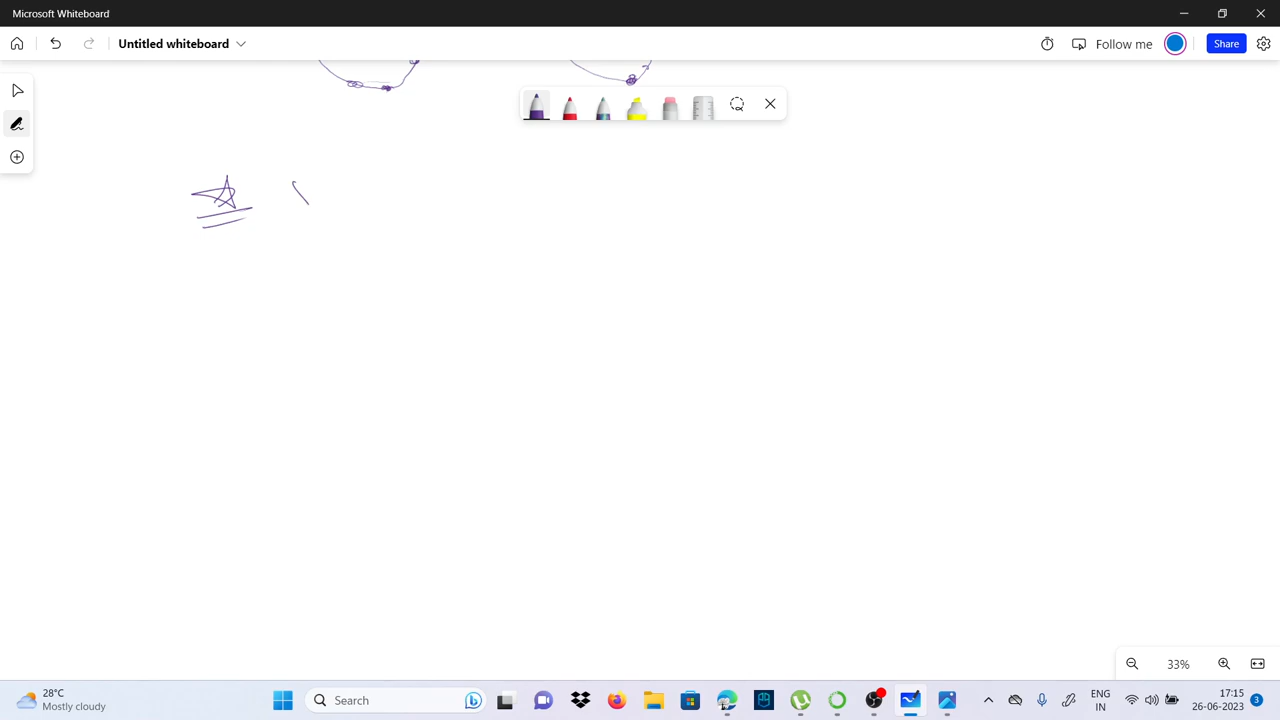 Microsoft Whiteboard
Untitled whiteboard
Follow me
Share
33%
28°C
Mostly cloudy
Search
ENG
IN
17:15
26-06-2023
3